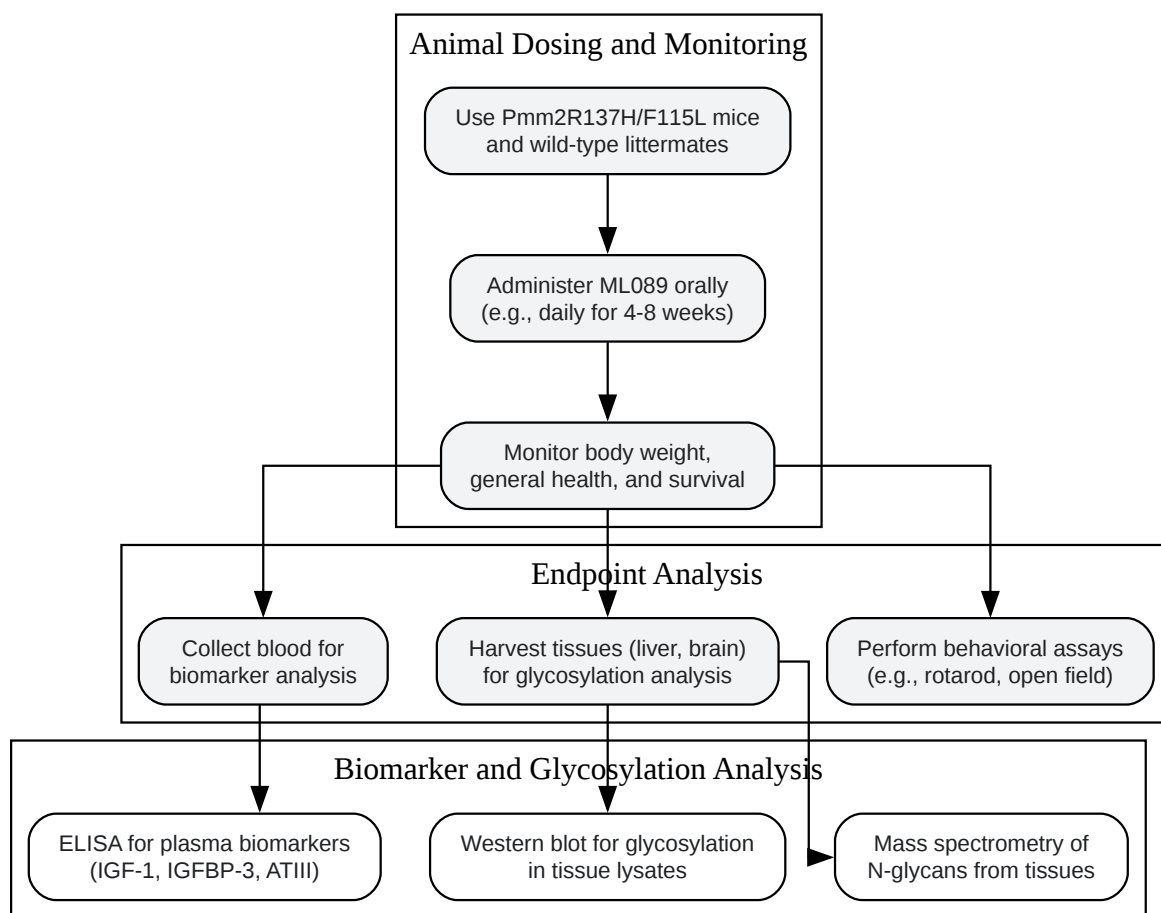 Animal Dosing and Monitoring
Use Pmm2R137H/F115L mice
and wild-type littermates
Administer ML089 orally
(e.g., daily for 4-8 weeks)
Monitor body weight,
general health, and survival
Endpoint Analysis
Collect blood for
biomarker analysis
Harvest tissues (liver, brain)
for glycosylation analysis
Perform behavioral assays
(e.g., rotarod, open field)
Biomarker and Glycosylation Analysis
ELISA for plasma biomarkers
(IGF-1, IGFBP-3, ATIII)
Western blot for glycosylation
in tissue lysates
Mass spectrometry of
N-glycans from tissues